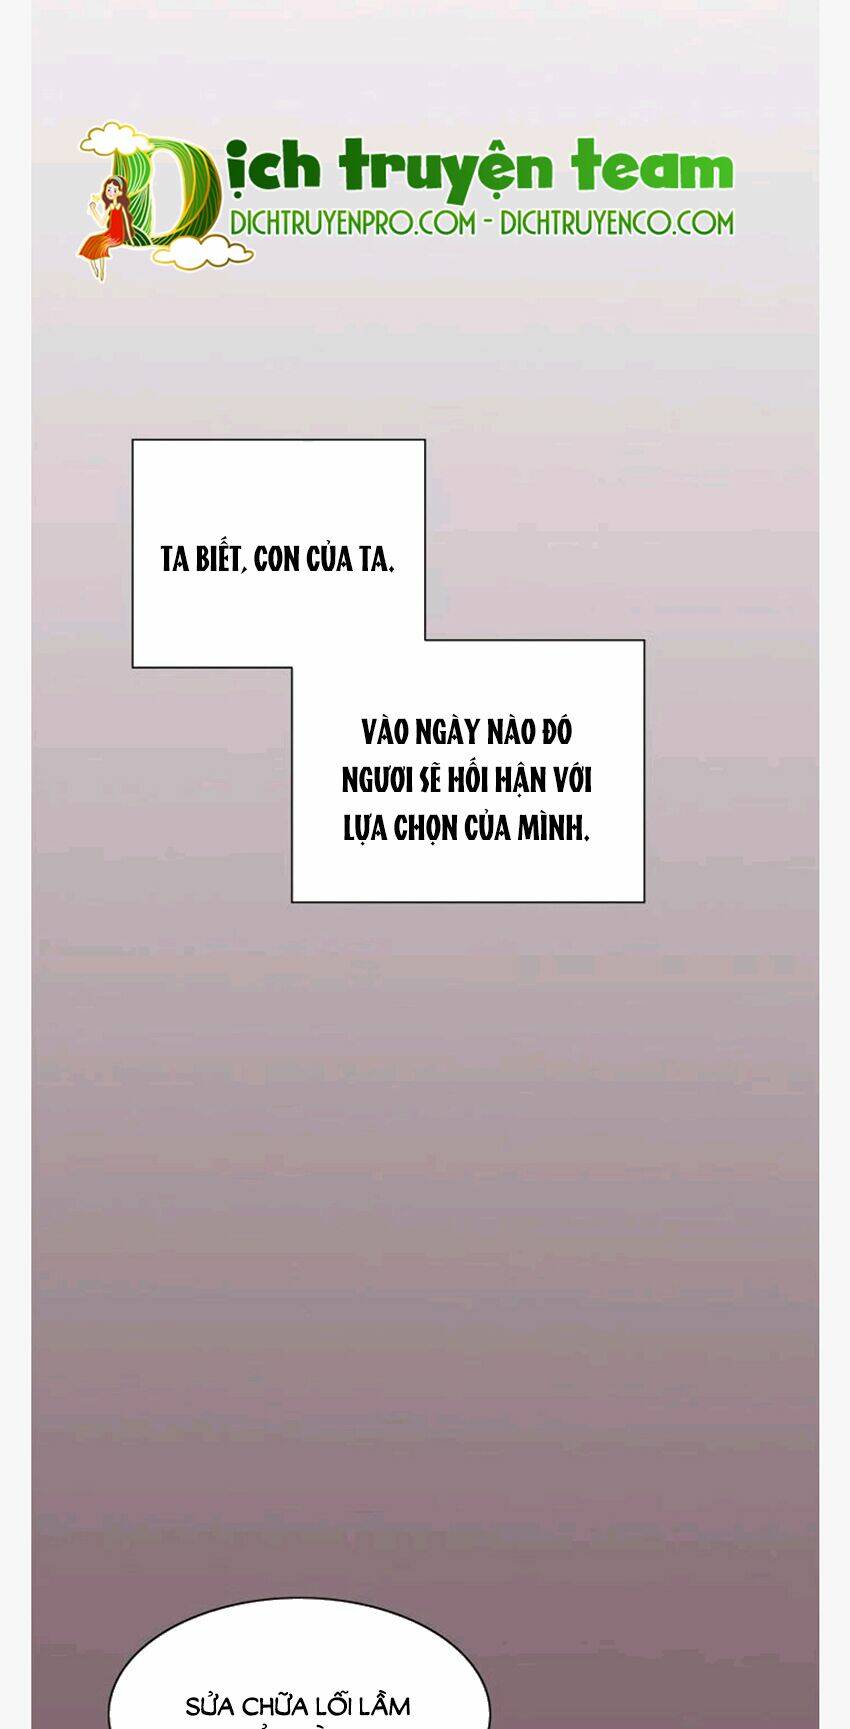 Dịch truyện team
DICHTRUYENPRO.COM - DICHTRUYENCO.COM
TA BIẾT, CON CỦA TA.
VÀO NGÀY NÀO ĐÓ
NGƯƠI SẼ HỐI HẬN VỚI
LỰA CHỌN CỦA MÌNH.
SỬA CHỮA LỖI LẦM